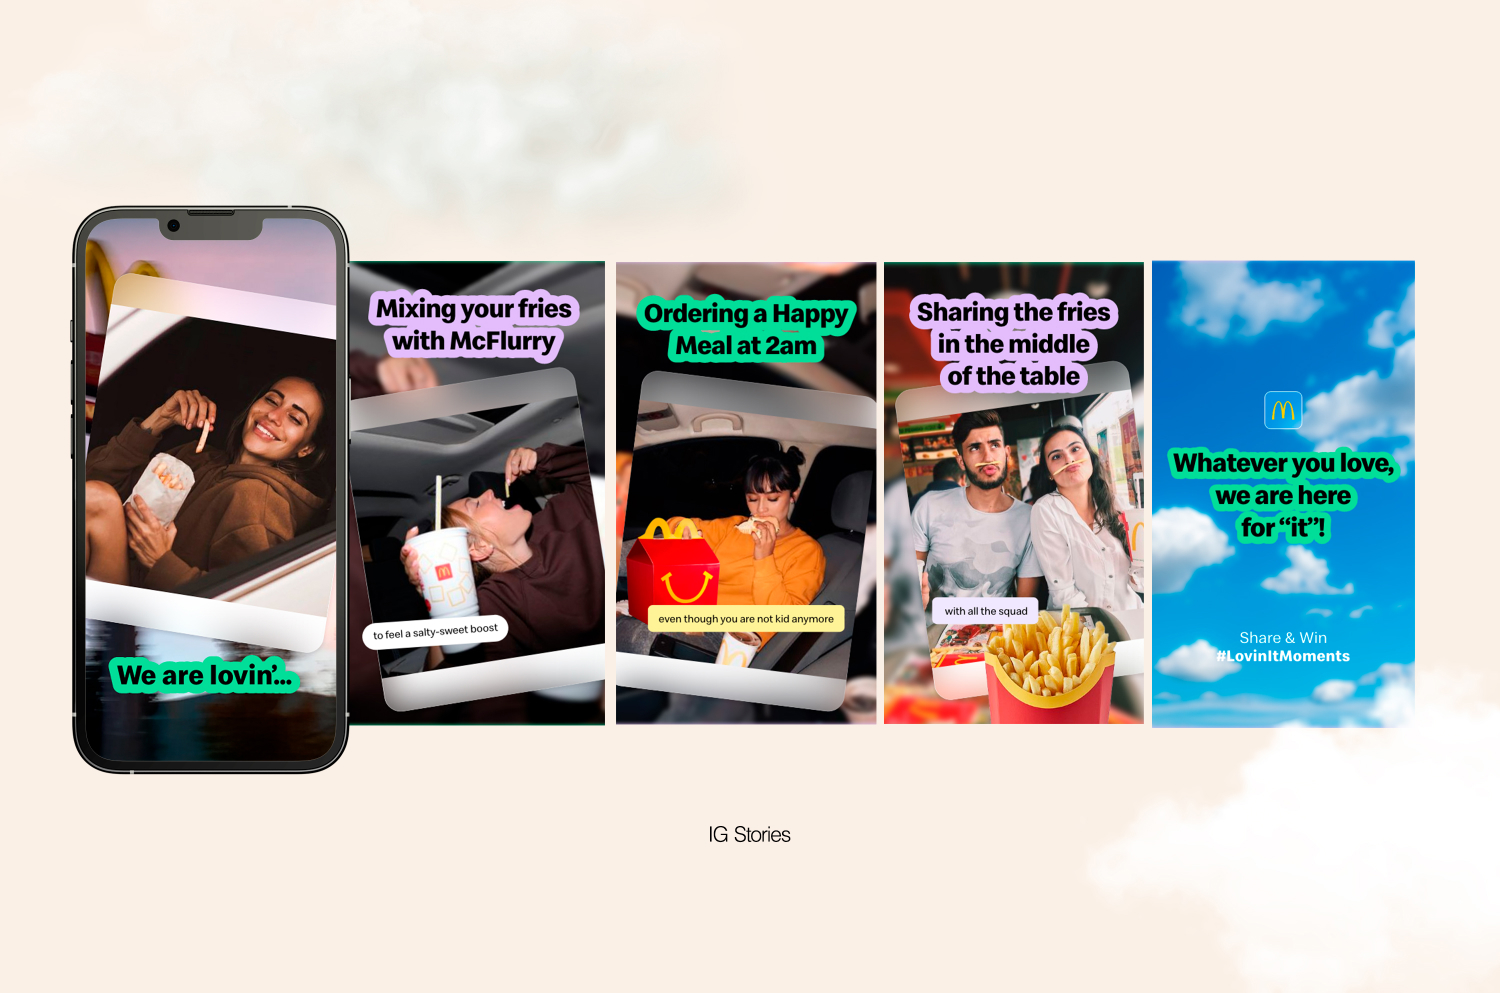 We are lovin'...
Mixing your fries
with McFlurry
to feel a salty-sweet boost
Ordering a Happy
Meal at 2am
even though you are not kid anymore
Sharing the fries
in the middle
of the table
with all the squad
Whatever you love,
we are here
for “it”!
Share & Win
#LovinItMoments
IG Stories